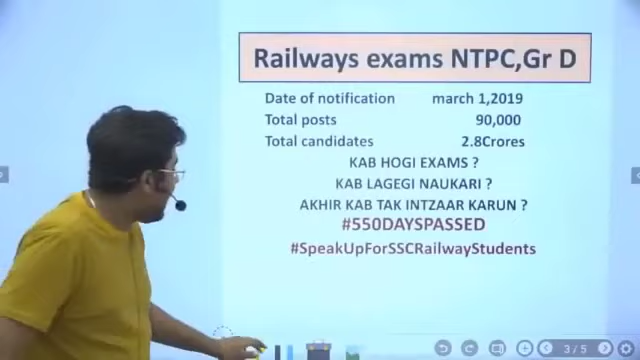 Railways exams NTPC,Gr D
Date of notification march 1,2019
Total posts 90,000
Total candidates 2.8Crores
KAB HOGI EXAMS ?
KAB LAGEGI NAUKARI ?
AKHIR KAB TAK INTZAAR KARUN ?
#550DAYSPASSED
#SpeakUpForSSCRailwayStudents
3/5